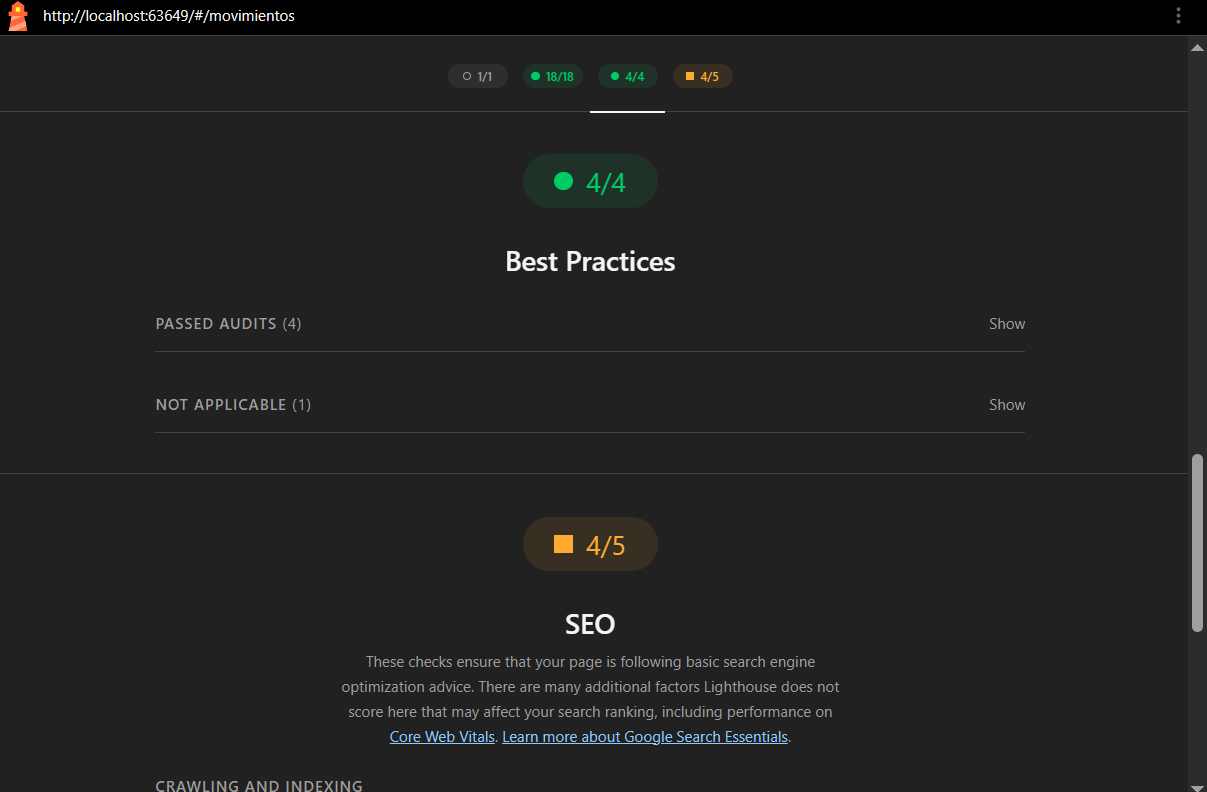 http://localhost:63649/#/movimientos
1/1 18/18 4/4 4/5
4/4
Best Practices
PASSED AUDITS (4) Show
NOT APPLICABLE (1) Show
4/5
SEO
These checks ensure that your page is following basic search engine
optimization advice. There are many additional factors Lighthouse does not
score here that may affect your search ranking, including performance on
Core Web Vitals. Learn more about Google Search Essentials.
CRAWLING AND INDEXING